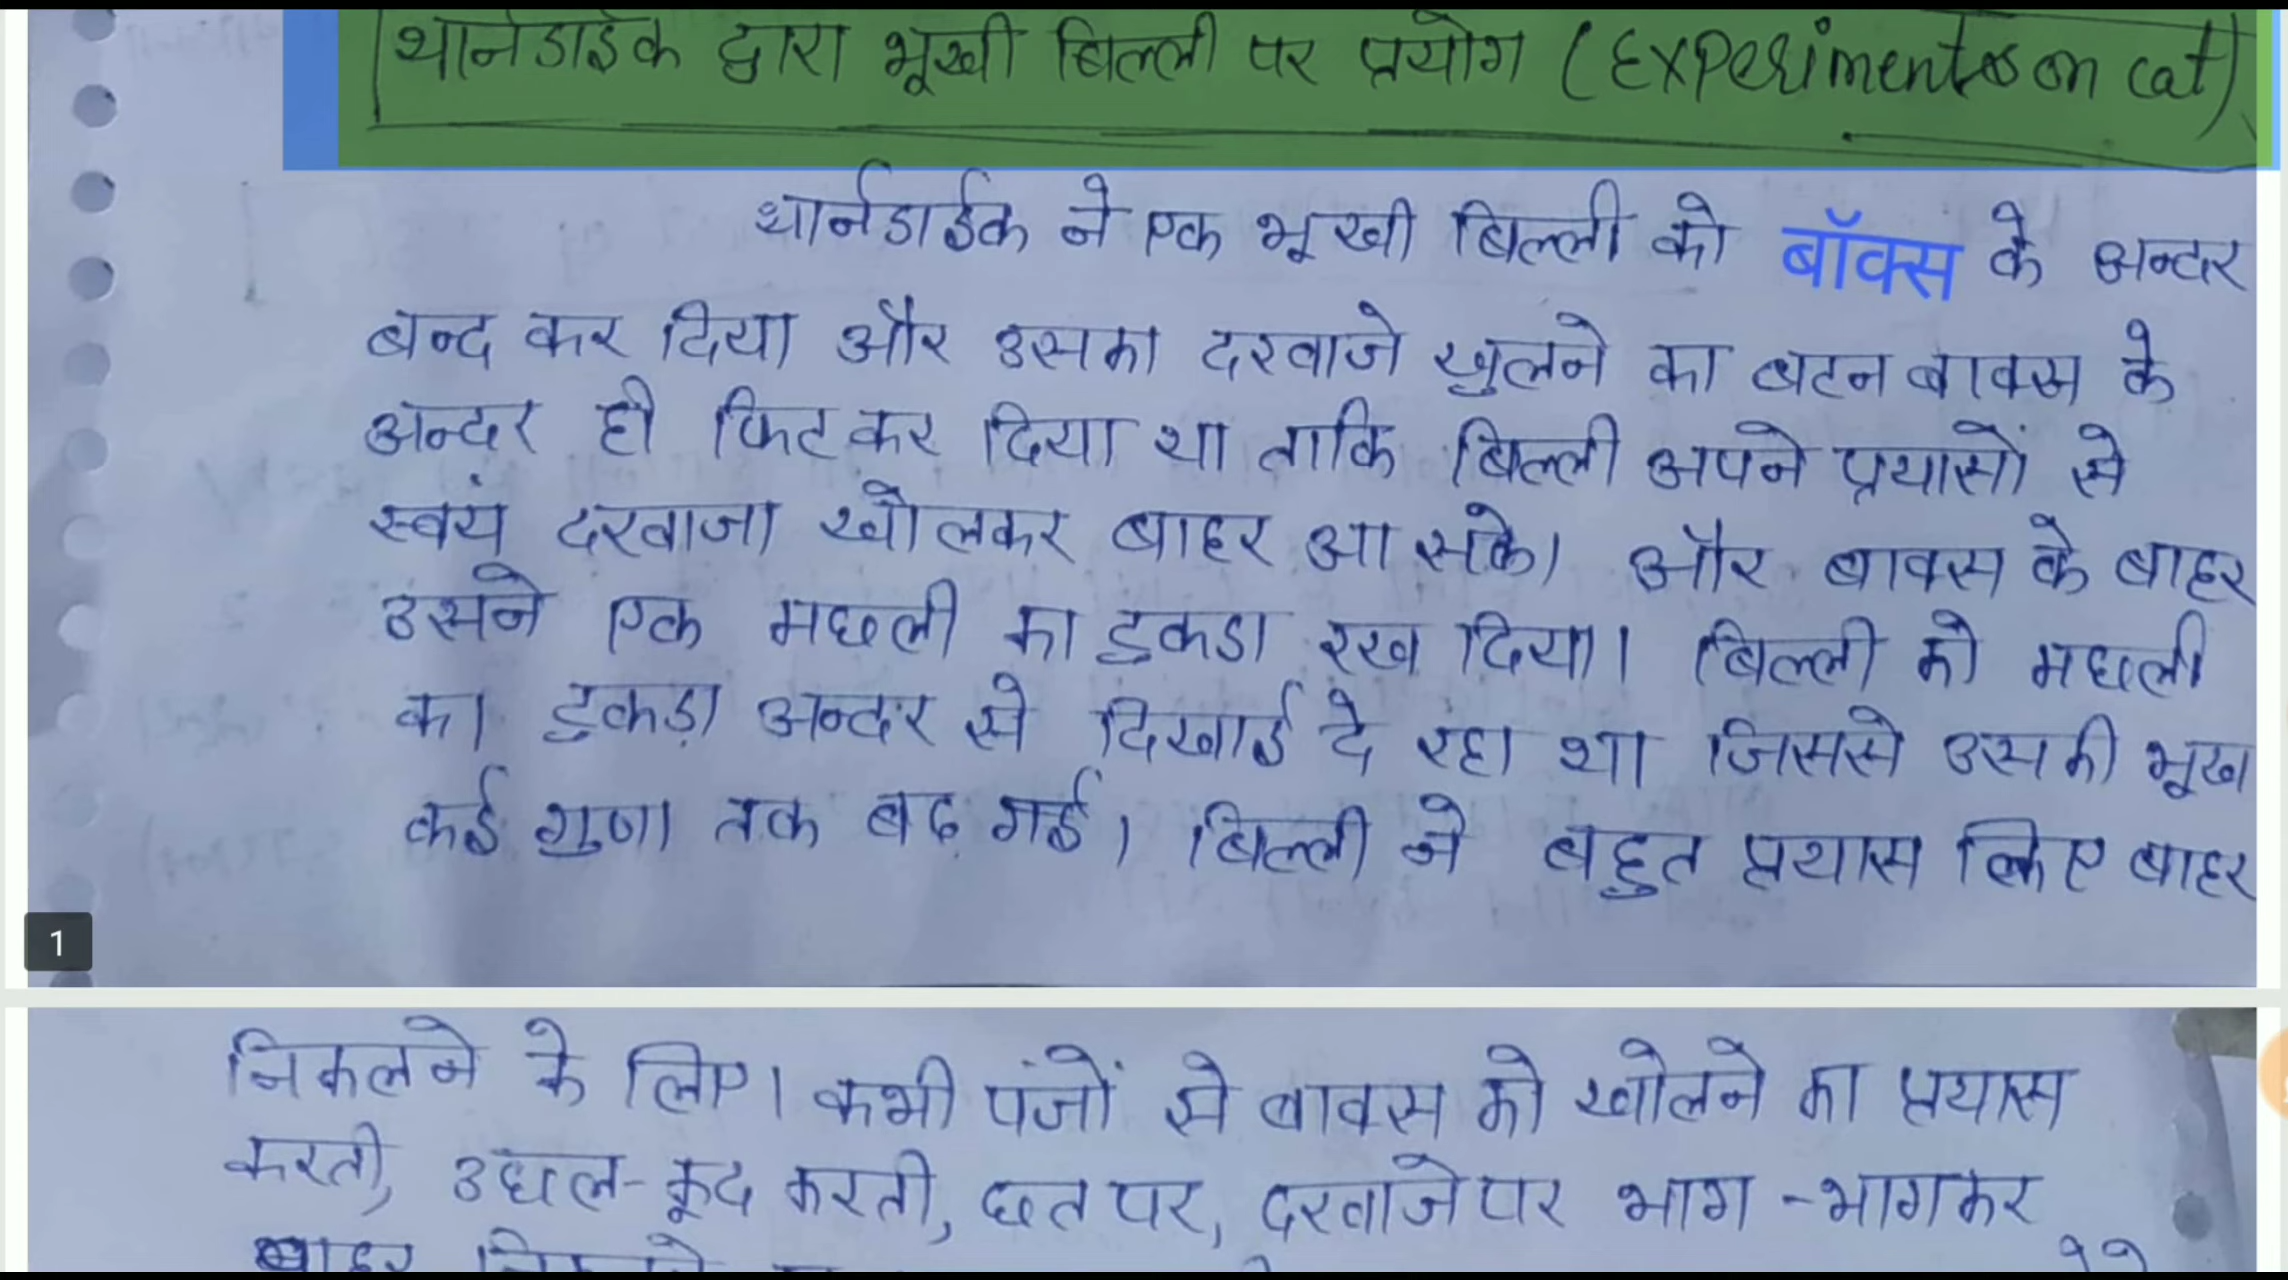 थार्नडाइक द्वारा भूखी बिल्ली पर प्रयोग (Experiments on cat)
थार्नडाईक ने एक भूखी बिल्ली को बॉक्स के अन्दर
बन्द कर दिया और उसका दरवाजे खुलने का बटन बाक्स के
अन्दर ही फिट कर दिया था ताकि बिल्ली अपने प्रयासों से
स्वयं दरवाजा खोलकर बाहर आ सके। और बाक्स के बाहर
उसने एक मछली का टुकडा रख दिया। बिल्ली को मछली
का टुकड़ा अन्दर से दिखाई दे रहा था जिससे उसकी भूख
कई गुणा तक बढ़ गई। बिल्ली ने बहुत प्रयास किए बाहर
1
निकलने के लिए। कभी पंजों से बाक्स को खोलने का प्रयास
करती, उछल-कूद करती, छत पर, दरवाजे पर भाग-भागकर
बाहर